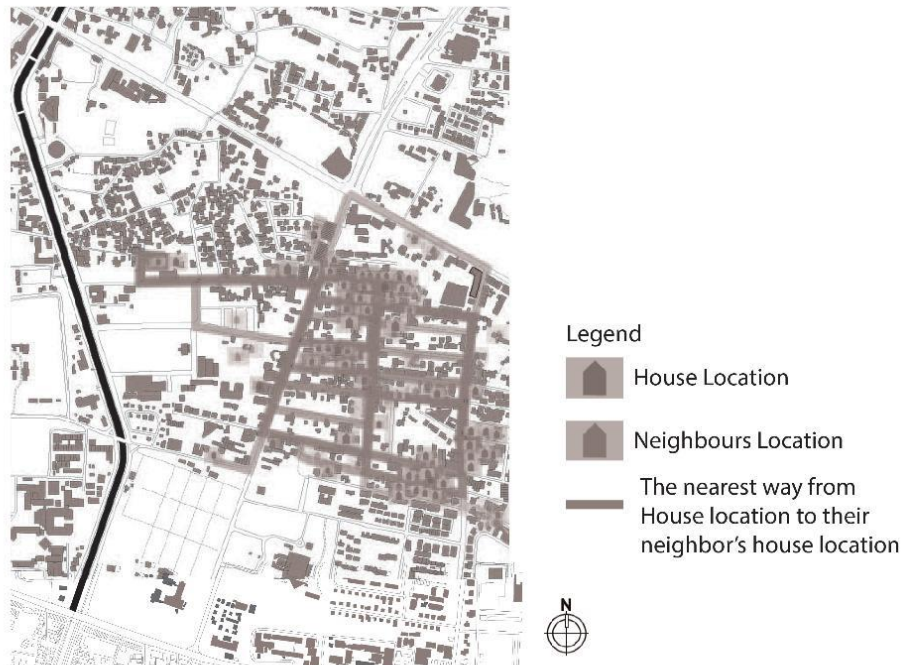 Legend
House Location
Neighbours Location
The nearest way from
House location to their
neighbor's house location
N